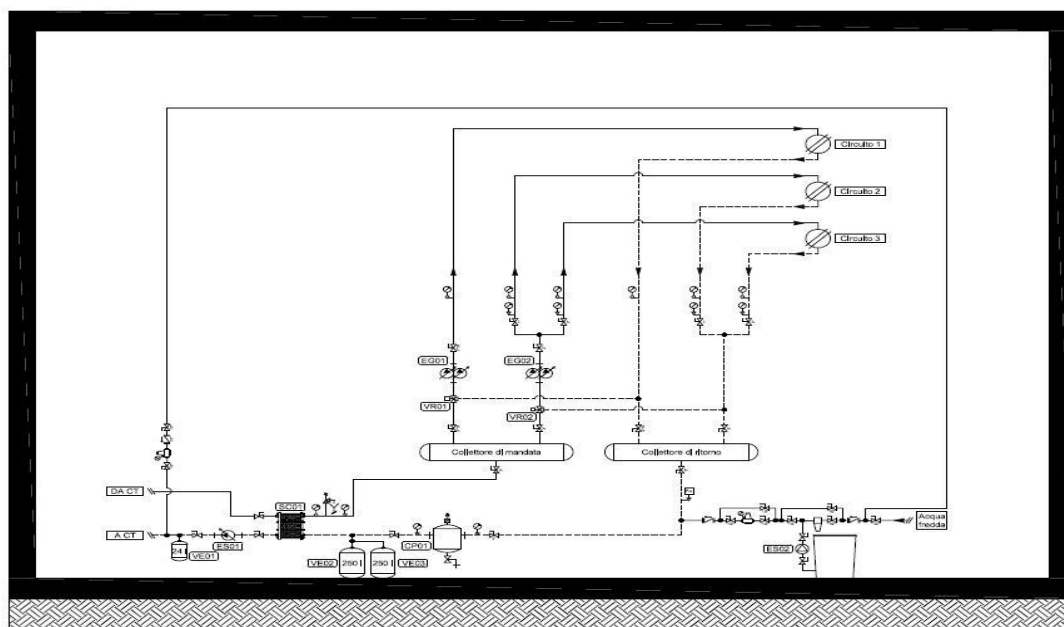 Circuito 1
Circuito 2
Circuito 3
EG01
EG02
VR01
VR02
Collettore di mandata
Collettore di ritorno
DA CT
SC01
A CT
24 l
VE01
ES01
VE02
250 l
250 l
VE03
CP01
ES02
Acqua
fredda